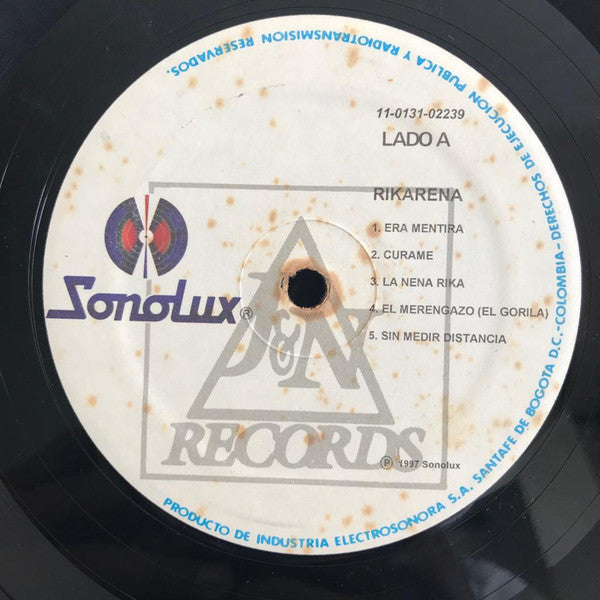 11-0131-02239
LADO A
RIKARENA
1. ERA MENTIRA
2. CURAME
3. LA NENA RIKA
4. EL MERENGAZO (EL GORILA)
5. SIN MEDIR DISTANCIA
SonoLux®
J&N
RECORDS
Ⓟ 1997 Sonolux
PRODUCTO DE INDUSTRIA ELECTROSONORA S.A. SANTAFE DE BOGOTA D.C.-COLOMBIA- DERECHOS DE EJECUCION PUBLICA Y RADIOTRANSMISION RESERVADOS.